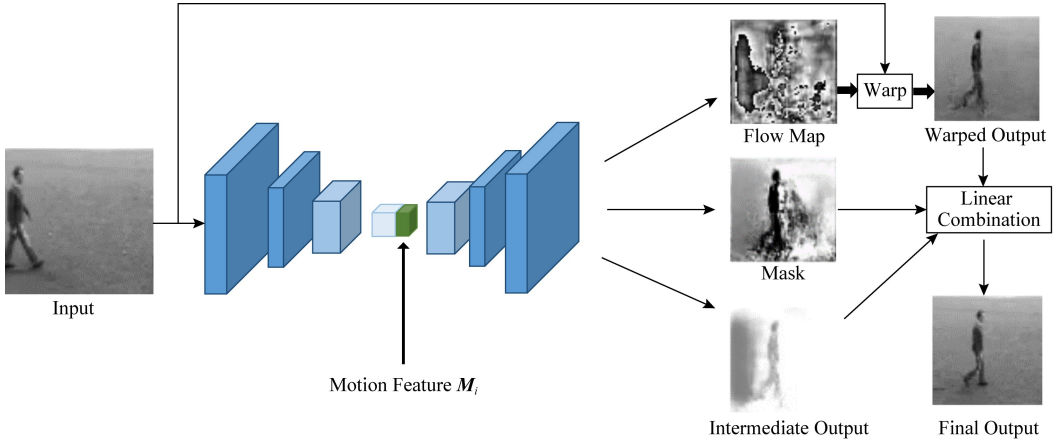 Flow Map
Warp
Warped Output
Linear
Combination
Mask
Input
Motion Feature M_i
Intermediate Output
Final Output